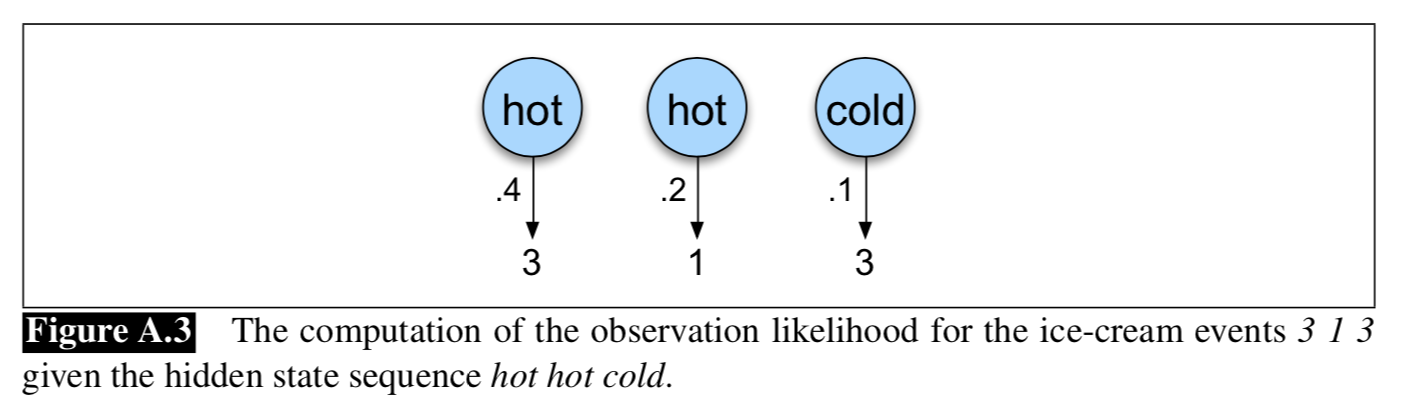 hot hot cold
.4 .2 .1
3 1 3
Figure A.3 The computation of the observation likelihood for the ice-cream events 3 1 3
given the hidden state sequence hot hot cold.